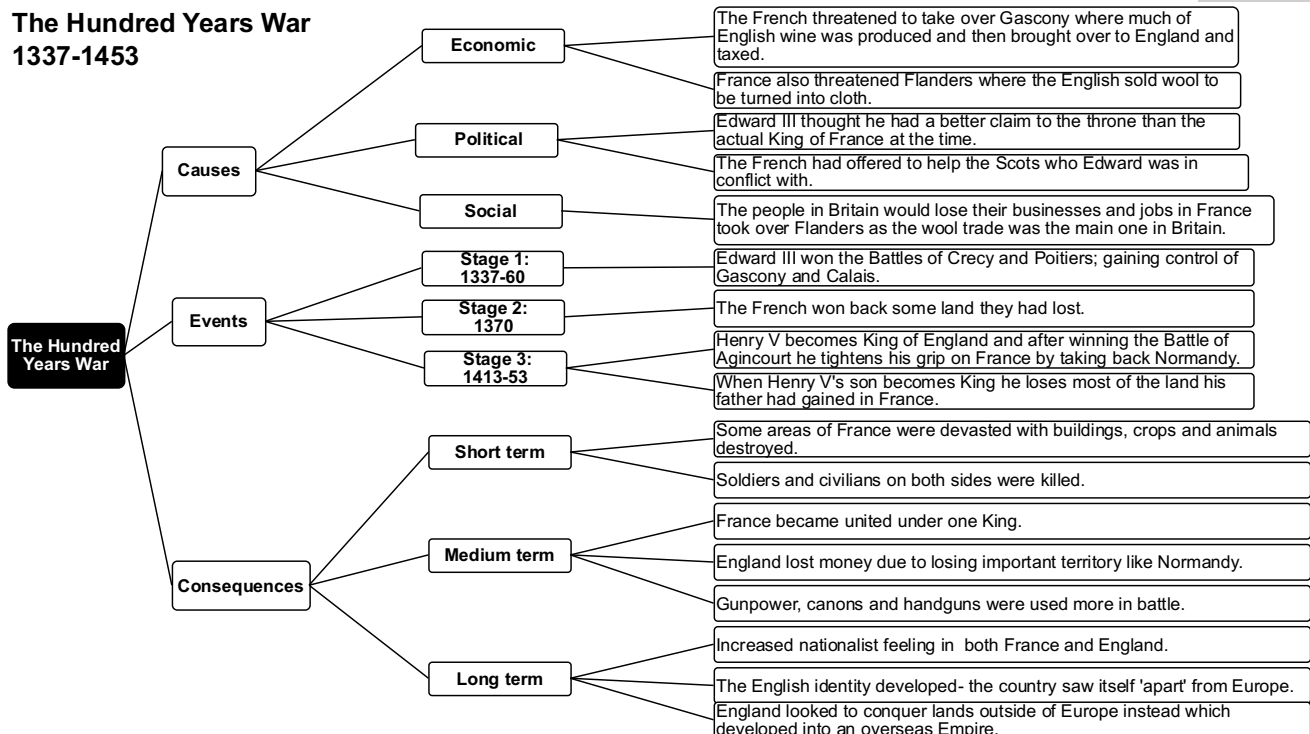 The Hundred Years War
1337-1453
The Hundred
Years War
Causes
Economic
The French threatened to take over Gascony where much of
English wine was produced and then brought over to England and
taxed.
France also threatened Flanders where the English sold wool to
be turned into cloth.
Political
Edward III thought he had a better claim to the throne than the
actual King of France at the time.
The French had offered to help the Scots who Edward was in
conflict with.
Social
The people in Britain would lose their businesses and jobs in France
took over Flanders as the wool trade was the main one in Britain.
Events
Stage 1:
1337-60
Edward III won the Battles of Crecy and Poitiers; gaining control of
Gascony and Calais.
Stage 2:
1370
The French won back some land they had lost.
Stage 3:
1413-53
Henry V becomes King of England and after winning the Battle of
Agincourt he tightens his grip on France by taking back Normandy.
When Henry V's son becomes King he loses most of the land his
father had gained in France.
Consequences
Short term
Some areas of France were devasted with buildings, crops and animals
destroyed.
Soldiers and civilians on both sides were killed.
Medium term
France became united under one King.
England lost money due to losing important territory like Normandy.
Gunpower, canons and handguns were used more in battle.
Long term
Increased nationalist feeling in  both France and England.
The English identity developed- the country saw itself 'apart' from Europe.
England looked to conquer lands outside of Europe instead which
developed into an overseas Empire.